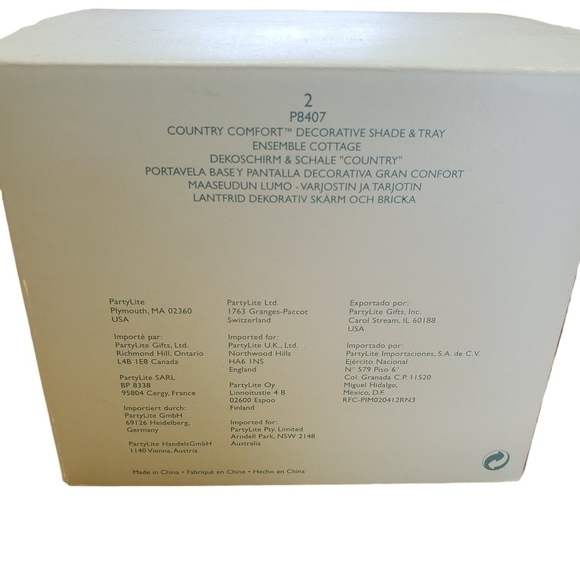 2
P8407
COUNTRY COMFORT™ DECORATIVE SHADE & TRAY
ENSEMBLE COTTAGE
DEKOSCHIRM & SCHALE "COUNTRY"
PORTAVELA BASE Y PANTALLA DECORATIVA GRAN CONFORT
MAASEUDUN LUMO - VARJOSTIN JA TARJOTIN
LANTFRID DEKORATIV SKÄRM OCH BRICKA
PartyLite
Plymouth, MA 02360
USA
Importé par:
PartyLite Gifts, Ltd.
Richmond Hill, Ontario
L4B 1E8 Canada
PartyLite SARL
BP 8338
95804 Cergy, France
Importiert durch:
PartyLite GmbH
69126 Heidelberg,
Germany
PartyLite HandelsGmbH
1140 Vienna, Austria
PartyLite Ltd.
1763 Granges-Paccot
Switzerland
Imported for:
PartyLite U.K., Ltd.
Northwood Hills
HA6 1NS
England
PartyLite Oy
Linnoitustie 4 B
02600 Espoo
Finland
Imported for:
PartyLite Pty. Limited
Arndell Park, NSW 2148
Australia
Exportado por:
PartyLite Gifts, Inc.
Carol Stream, IL 60188
USA
Importado por:
PartyLite Importaciones, S.A. de C.V.
Ejército Nacional
N° 579 Piso 6°
Col. Granada C.P. 11520
Miguel Hidalgo,
México, D.F.
RFC-PIM020412RN3
Made in China • Fabriqué en Chine • Hecho en China